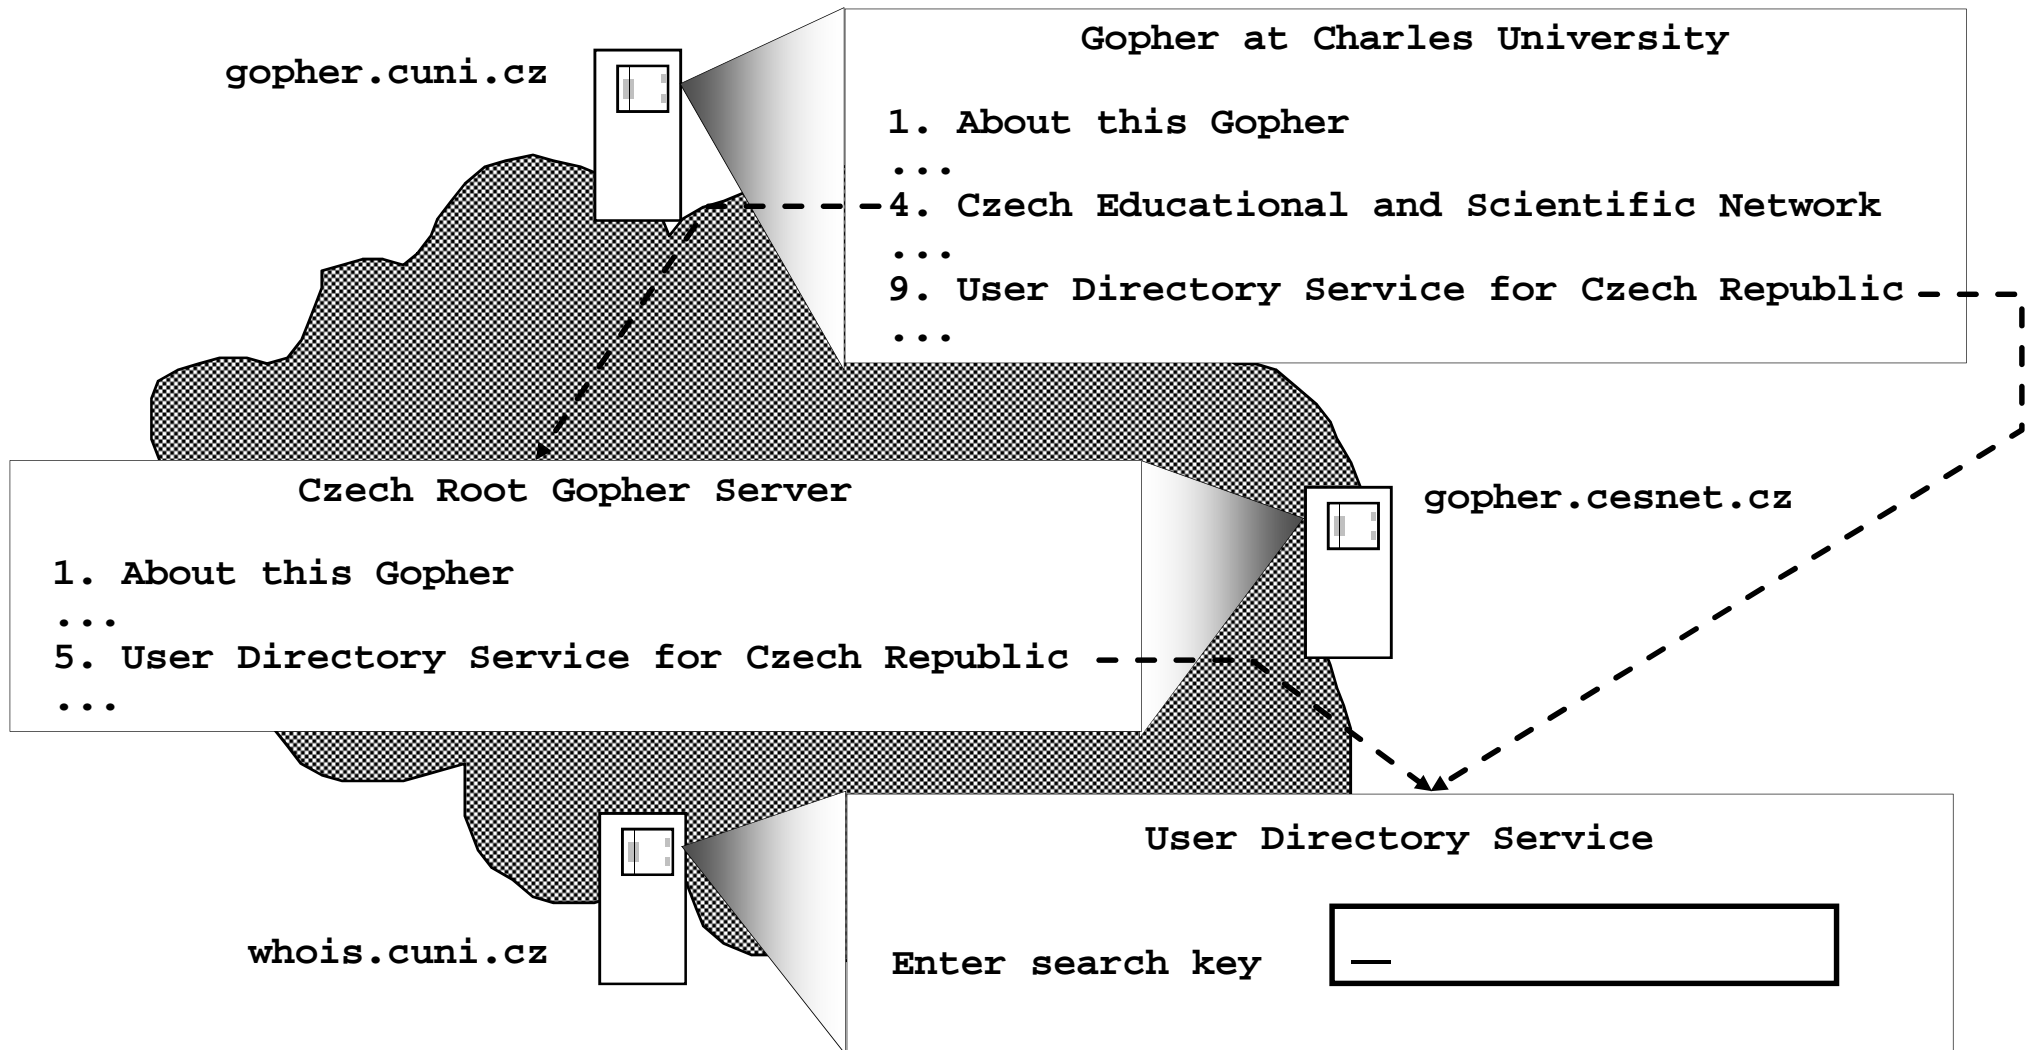 gopher.cuni.cz
Gopher at Charles University
1. About this Gopher
...
4. Czech Educational and Scientific Network
...
9. User Directory Service for Czech Republic
...
Czech Root Gopher Server
1. About this Gopher
...
5. User Directory Service for Czech Republic
...
gopher.cesnet.cz
whois.cuni.cz
User Directory Service
Enter search key